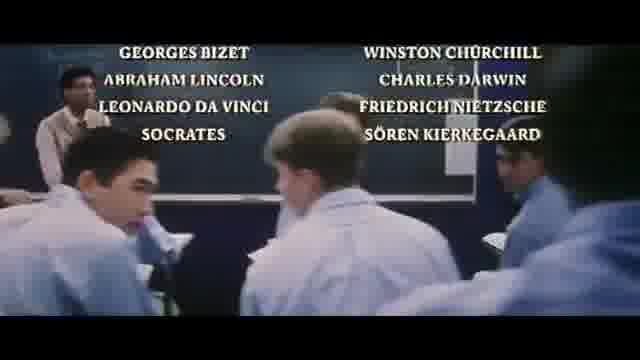 GEORGES BIZET
WINSTON CHURCHILL
ABRAHAM LINCOLN
CHARLES DARWIN
LEONARDO DA VINCI
FRIEDRICH NIETZSCHE
SOCRATES
SÖREN KIERKEGAARD